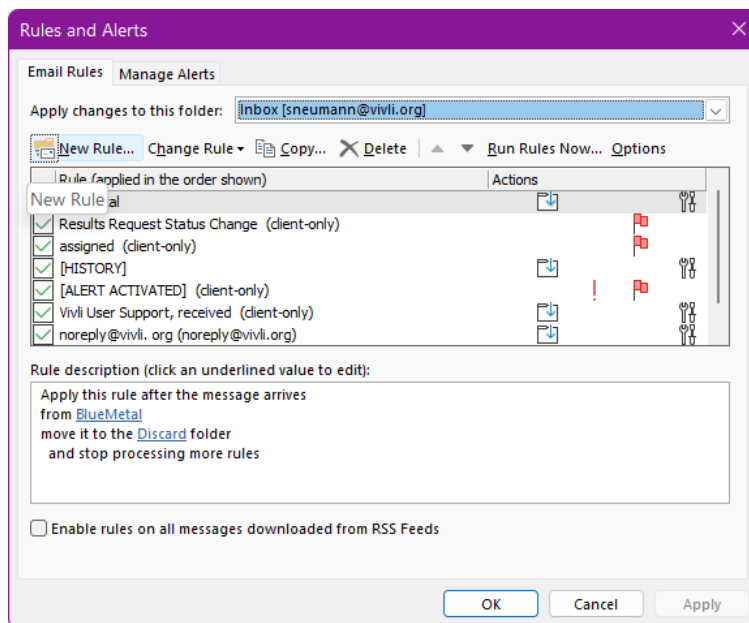 Rules and Alerts
Email Rules
Manage Alerts
Apply changes to this folder: Inbox [sneumann@vivli.org]
New Rule... Change Rule Copy... Delete Run Rules Now... Options
Rule (applied in the order shown) Actions
New Rule tal
Results Request Status Change (client-only)
assigned (client-only)
[HISTORY]
[ALERT ACTIVATED] (client-only)
Vivli User Support, received (client-only)
noreply@vivli. org (noreply@vivli.org)
Rule description (click an underlined value to edit):
Apply this rule after the message arrives
from BlueMetal
move it to the Discard folder
and stop processing more rules
Enable rules on all messages downloaded from RSS Feeds
OK Cancel Apply